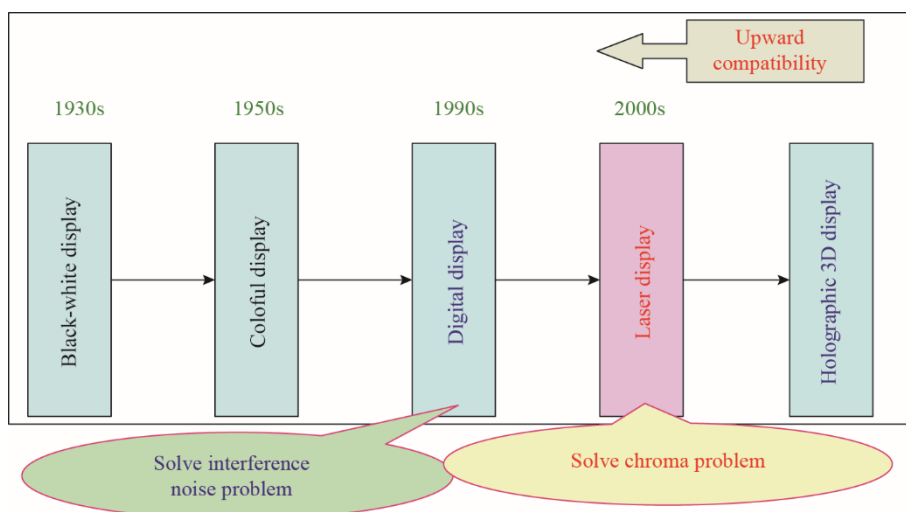 Upward
compatibility
1930s
1950s
1990s
2000s
Black-white display
Coloful display
Digital display
Laser display
Holographic 3D display
Solve interference
noise problem
Solve chroma problem